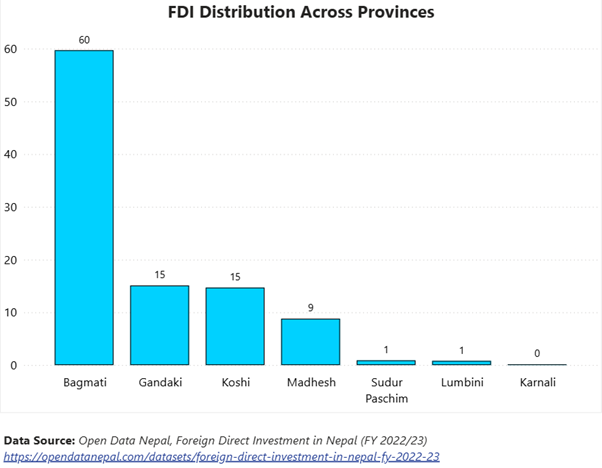 FDI Distribution Across Provinces
60
60
50
40
30
20
15
15
10
9
1
1
0
0
Bagmati Gandaki Koshi Madhesh Sudur Lumbini Karnali
Paschim
Data Source: Open Data Nepal, Foreign Direct Investment in Nepal (FY 2022/23)
https://opendatanepal.com/datasets/foreign-direct-investment-in-nepal-fy-2022-23